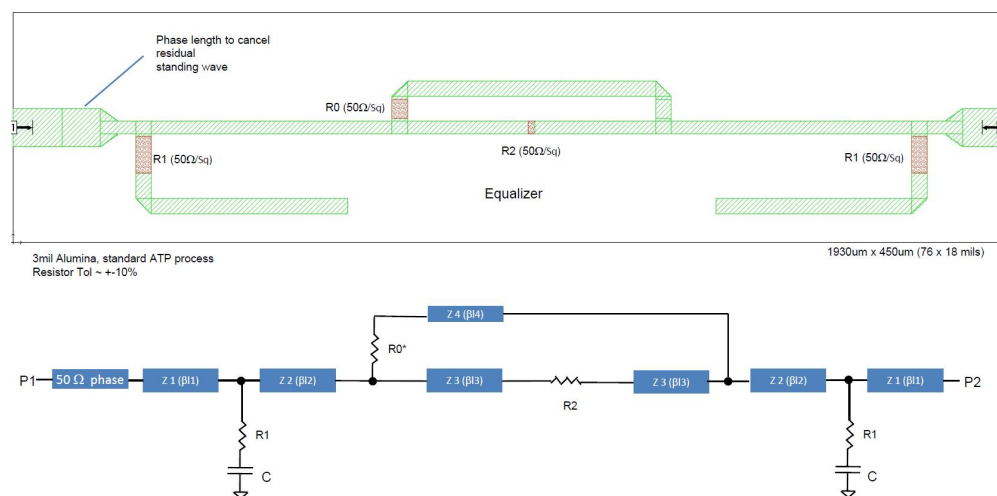 Phase length to cancel
residual
standing wave
R0 (50Ω/Sq)
1
R1 (50Ω/Sq)
R2 (50Ω/Sq)
R1 (50Ω/Sq)
Equalizer
3mil Alumina, standard ATP process
Resistor Tol ~ +-10%
1930um x 450um (76 x 18 mils)
Z 4 (βl4)
R0*
P1
50 Ω phase
Z 1 (βl1)
Z 2 (βl2)
Z 3 (βl3)
R2
Z 3 (βl3)
Z 2 (βl2)
Z 1 (βl1)
P2
R1
R1
C
C